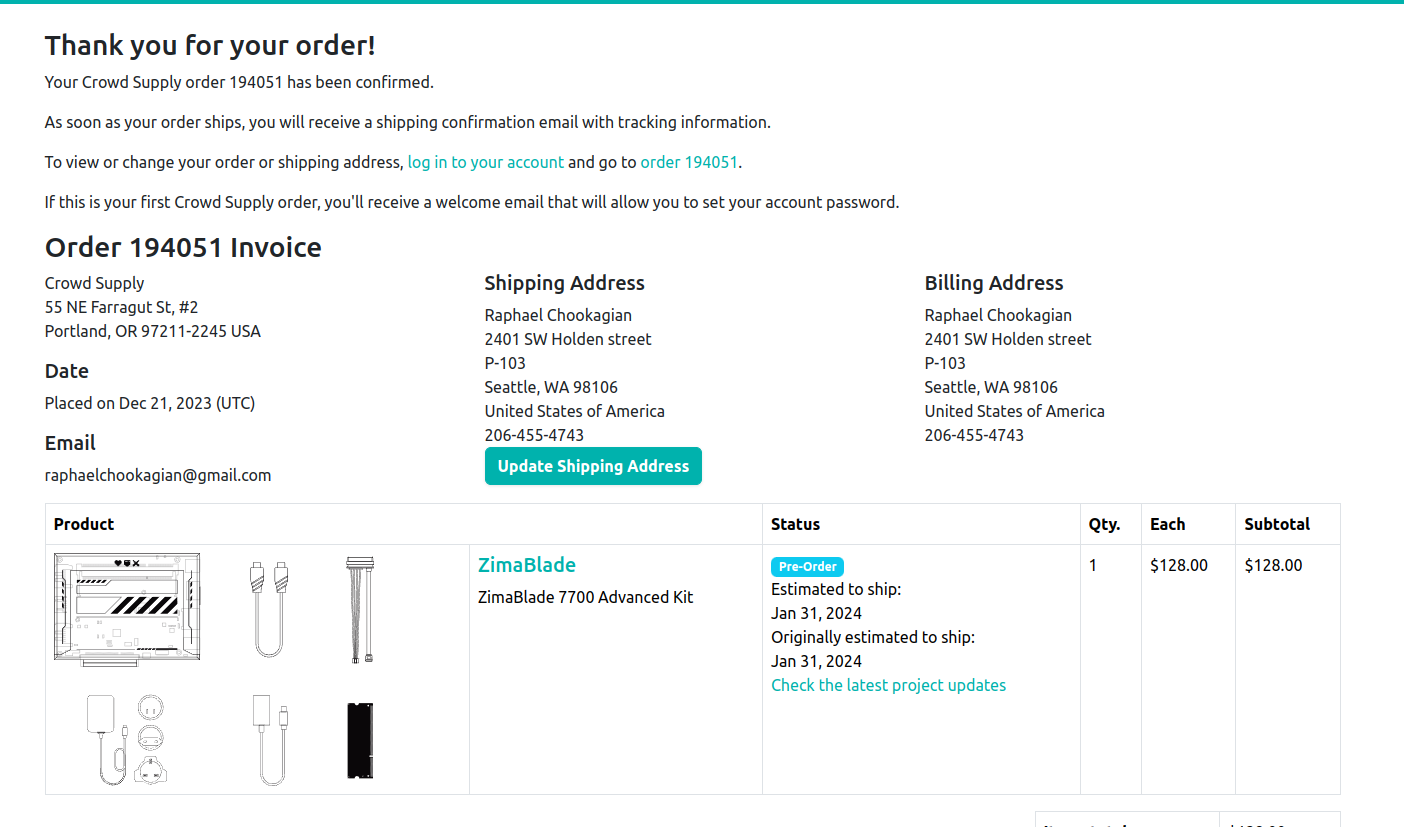 Thank you for your order!
Your Crowd Supply order 194051 has been confirmed.
As soon as your order ships, you will receive a shipping confirmation email with tracking information.
To view or change your order or shipping address, log in to your account and go to order 194051.
If this is your first Crowd Supply order, you'll receive a welcome email that will allow you to set your account password.
Order 194051 Invoice
Crowd Supply
55 NE Farragut St, #2
Portland, OR 97211-2245 USA
Date
Placed on Dec 21, 2023 (UTC)
Email
raphaelchookagian@gmail.com
Shipping Address
Raphael Chookagian
2401 SW Holden street
P-103
Seattle, WA 98106
United States of America
206-455-4743
Update Shipping Address
Billing Address
Raphael Chookagian
2401 SW Holden street
P-103
Seattle, WA 98106
United States of America
206-455-4743
Product
Status
Qty.
Each
Subtotal
ZimaBlade
ZimaBlade 7700 Advanced Kit
Pre-Order
Estimated to ship:
Jan 31, 2024
Originally estimated to ship:
Jan 31, 2024
Check the latest project updates
1
$128.00
$128.00